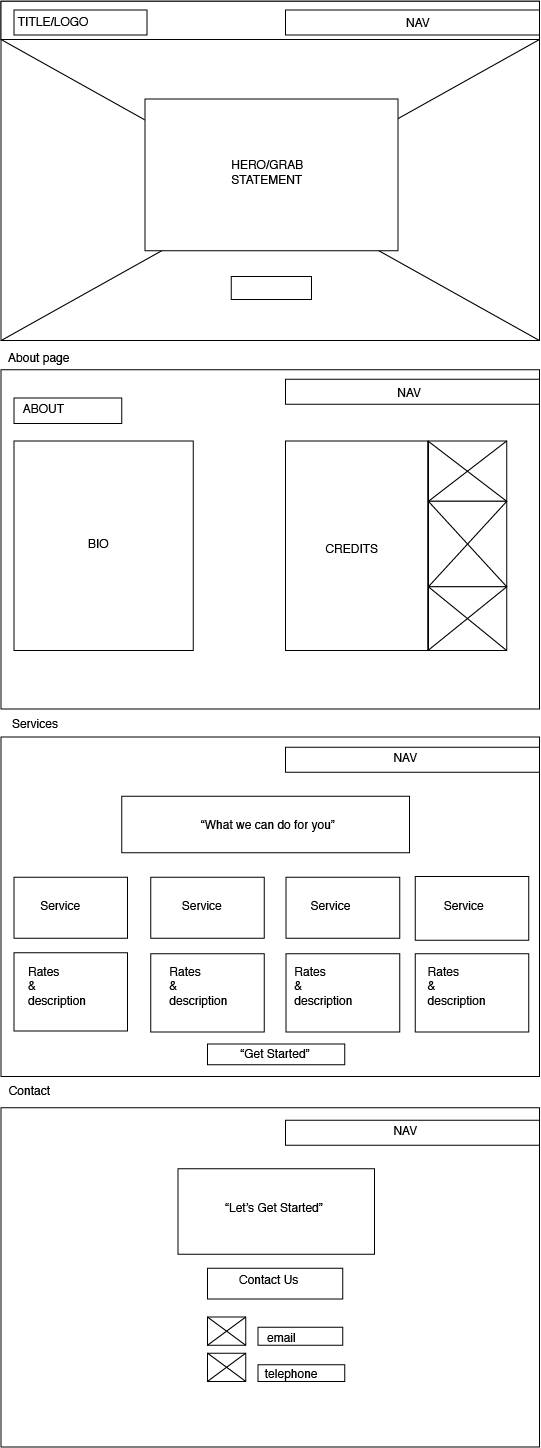 TITLE/LOGO
NAV
HERO/GRAB
STATEMENT
About page
NAV
ABOUT
BIO
CREDITS
Services
NAV
“What we can do for you”
Service
Service
Service
Service
Rates
&
description
Rates
&
description
Rates
&
description
Rates
&
description
“Get Started”
Contact
NAV
“Let’s Get Started”
Contact Us
email
telephone